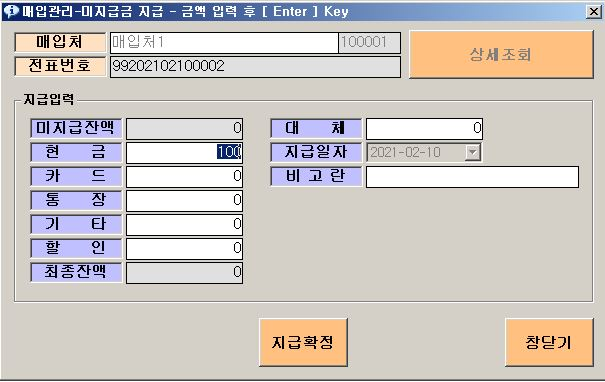 매입관리-미지급금 지급 - 금액 입력 후 [ Enter ] Key
매입처 매입처1 100001 상세조회
전표번호 99202102100002
지급입력
미지급잔액 0 대 체 0
현 금 100 지급일자 2021-02-10
카 드 0 비 고 란
통 장 0
기 타 0
할 인 0
최종잔액 0
지급확정 창닫기